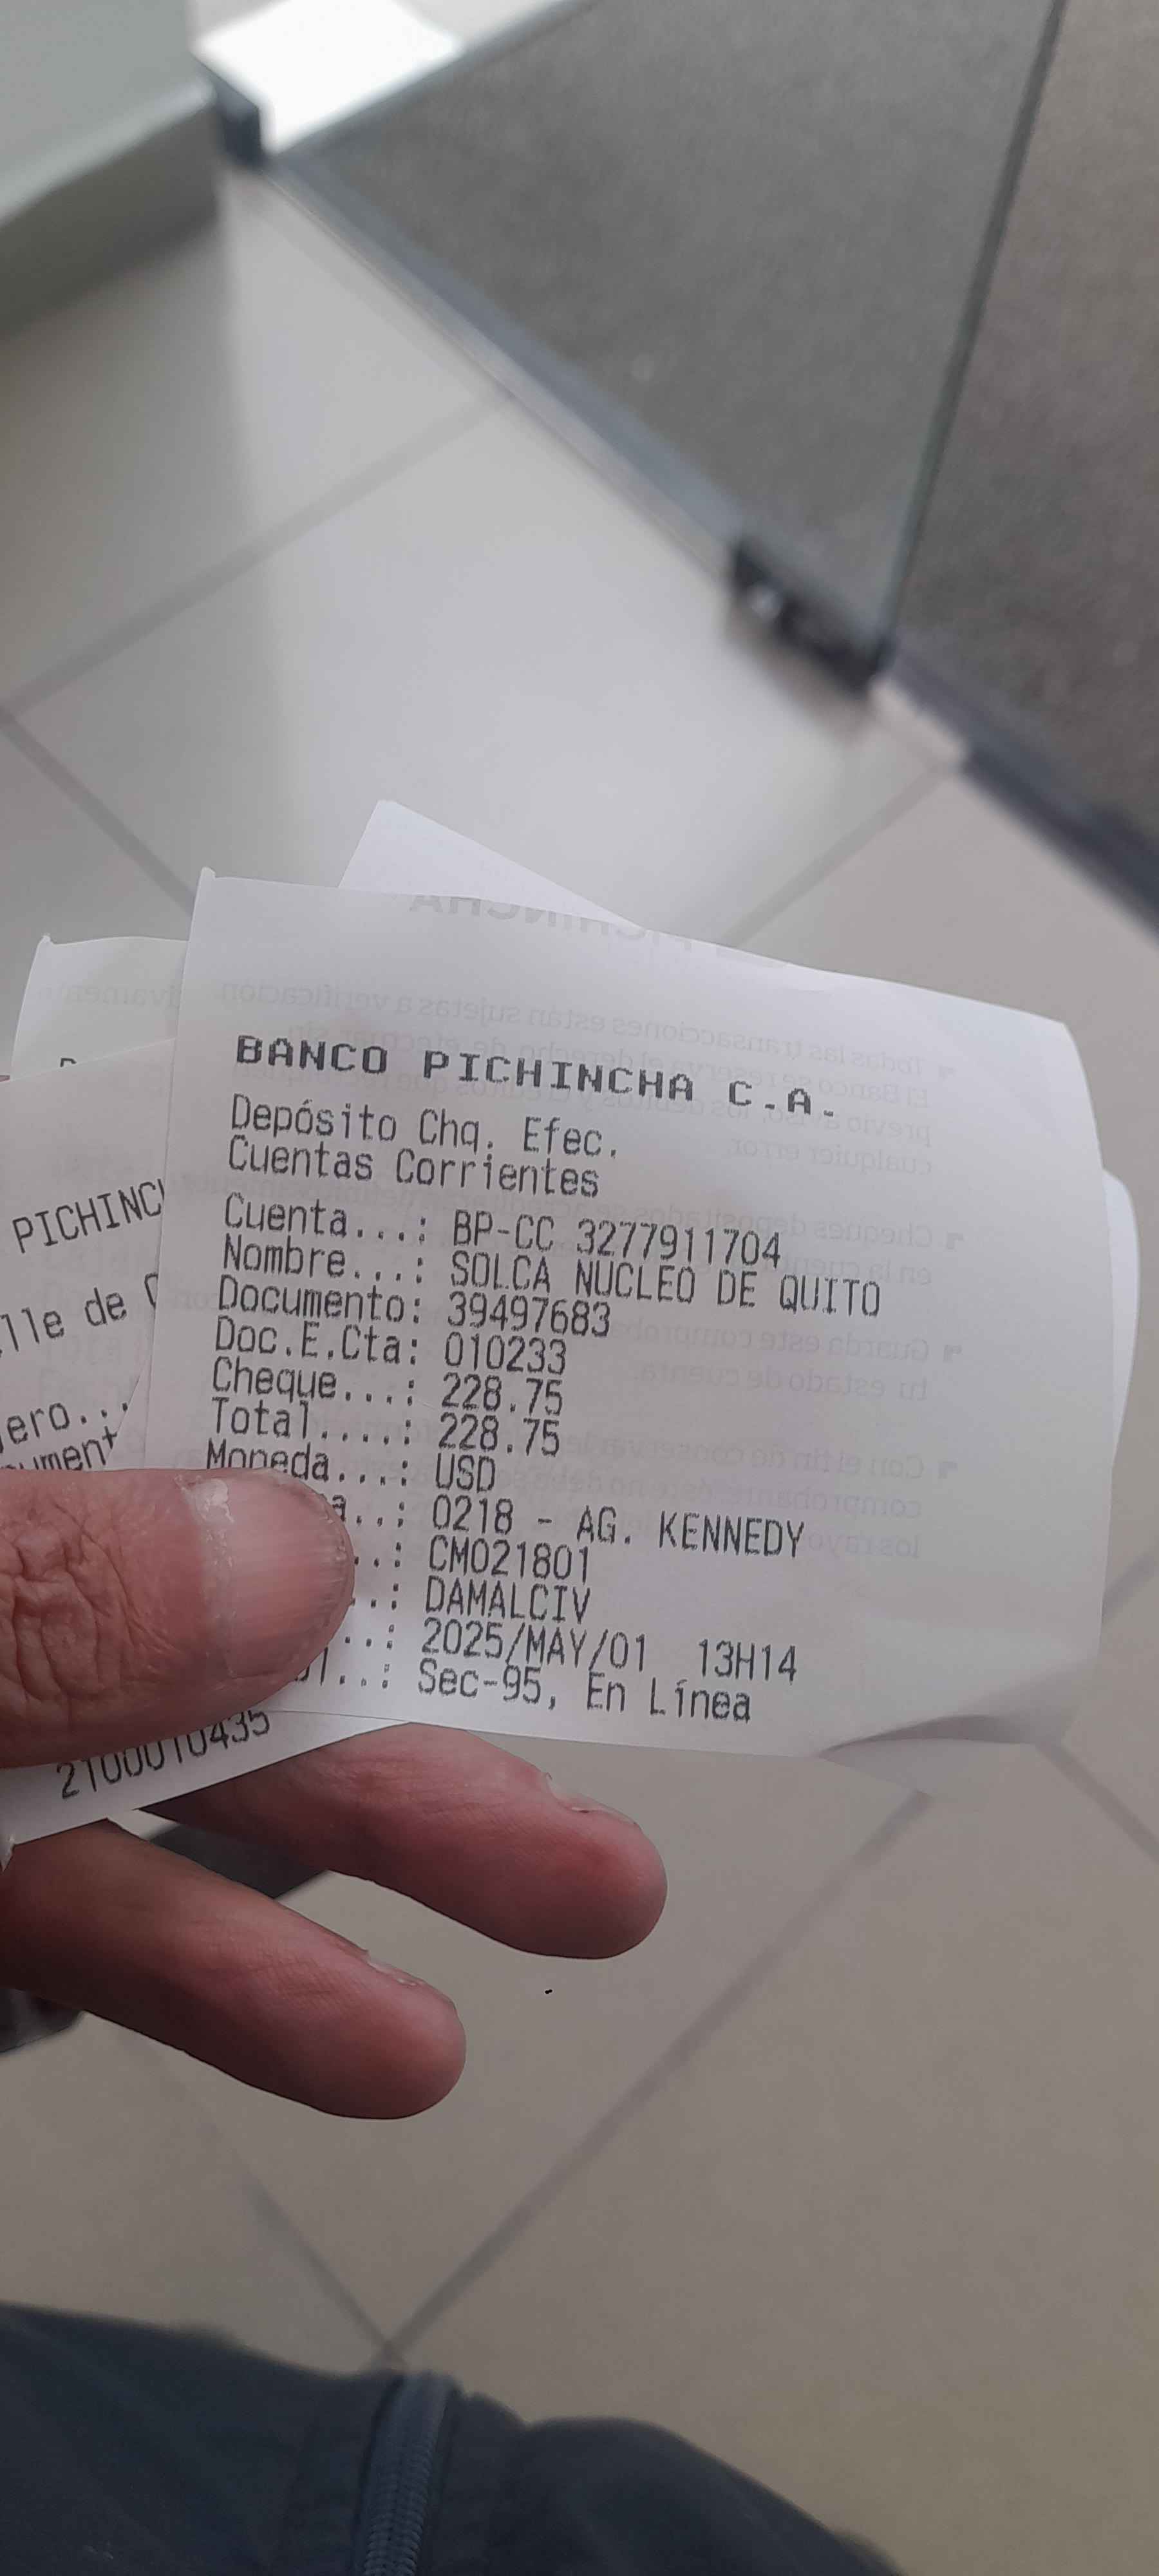 BANCO PICHINCHA C.A.
Depósito Chq. Efec.
Cuentas Corrientes
Cuenta...: BP-CC 3277911704
Nombre...: SOLCA NUCLEO DE QUITO
Documento: 39497683
Doc.E.Cta: 010233
Cheque...: 228.75
Total....: 228.75
Moneda...: USD
a..: 0218 - AG. KENNEDY
..: CM021801
.: DAMALCIV
..: 2025/MAY/01 13H14
..: Sec-95, En Línea
PICHINC
lle de
ero...
2100010435